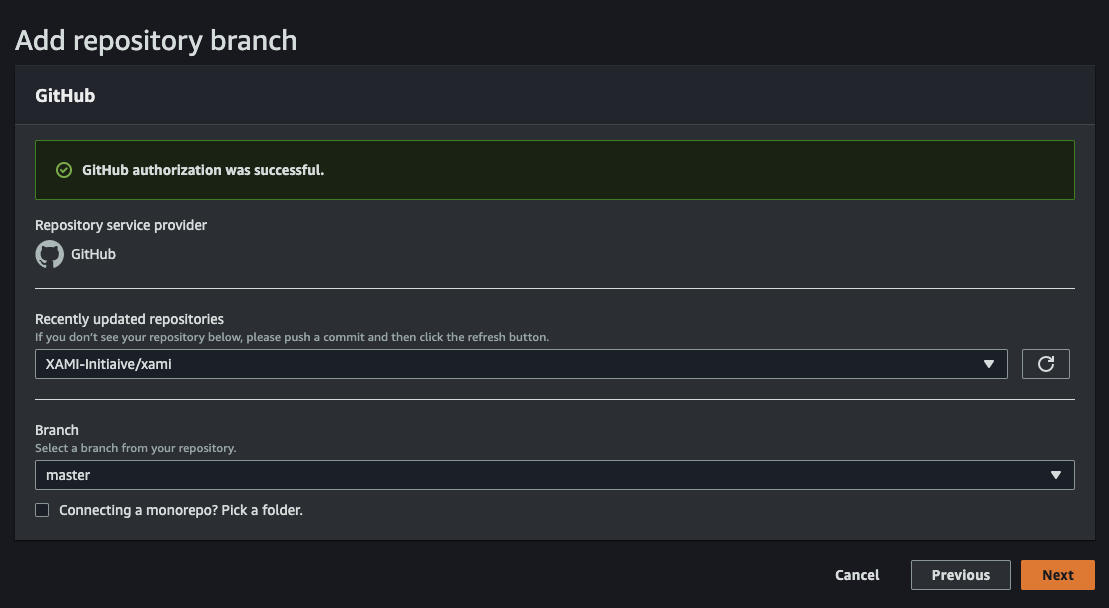 Add repository branch
GitHub
GitHub authorization was successful.
Repository service provider
GitHub
Recently updated repositories
If you don't see your repository below, please push a commit and then click the refresh button.
XAMI-Initiaive/xami
Branch
Select a branch from your repository.
master
Connecting a monorepo? Pick a folder.
Cancel
Previous
Next